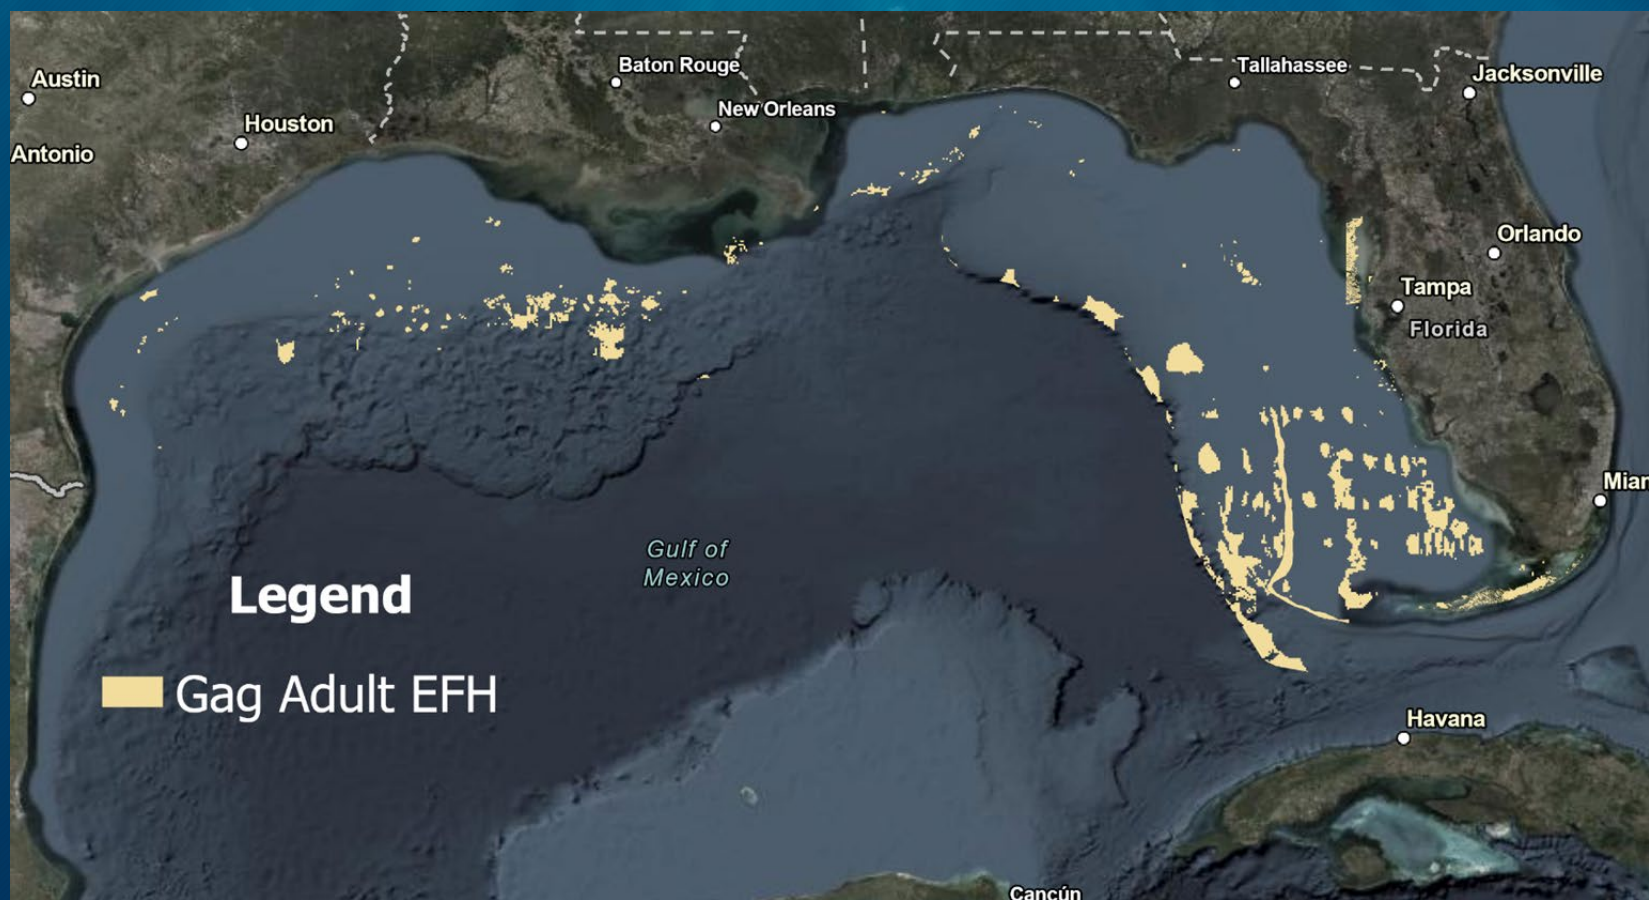 Austin
Antonio
Houston
Baton Rouge
New Orleans
Tallahassee
Jacksonville
Orlando
Tampa
Florida
Miar
Gulf of
Mexico
Legend
Gag Adult EFH
Havana
Cancún